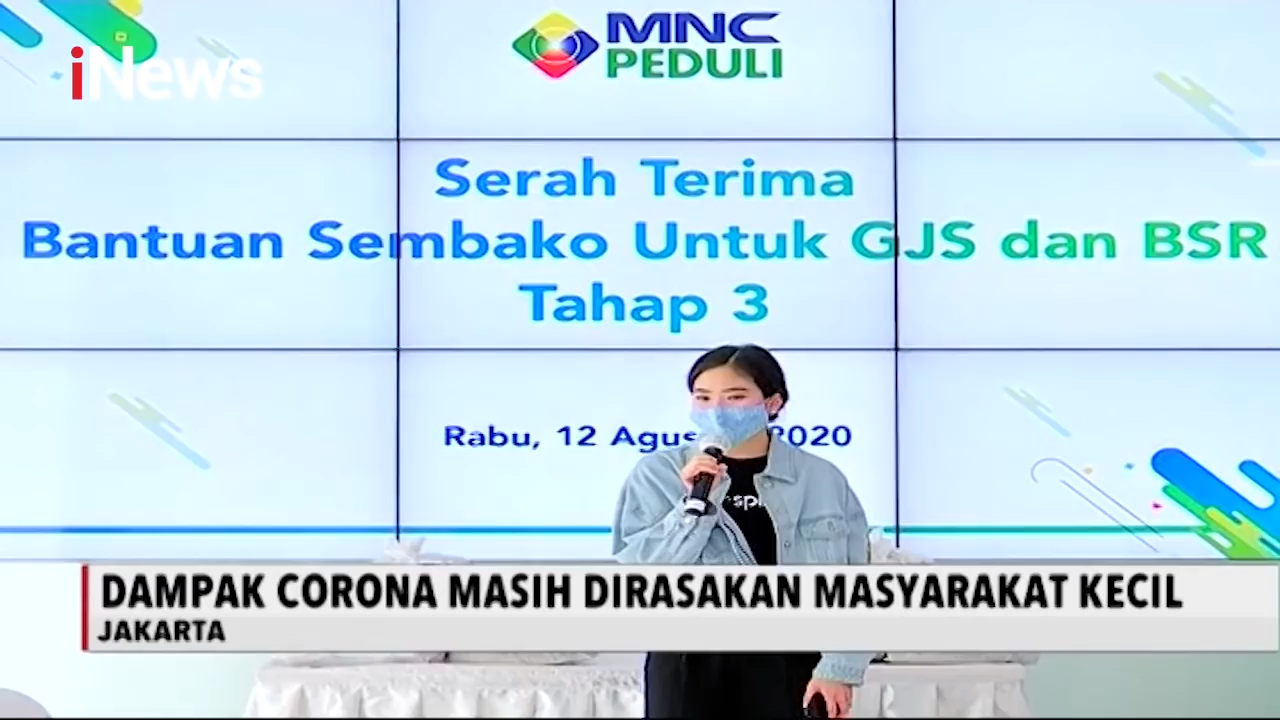 MNC
PEDULI
iNews
Serah Terima
Bantuan Sembako Untuk GJS dan BSR
Tahap 3
Rabu, 12 2020
DAMPAK CORONA MASIH DIRASAKAN MASYARAKAT KECIL
JAKARTA